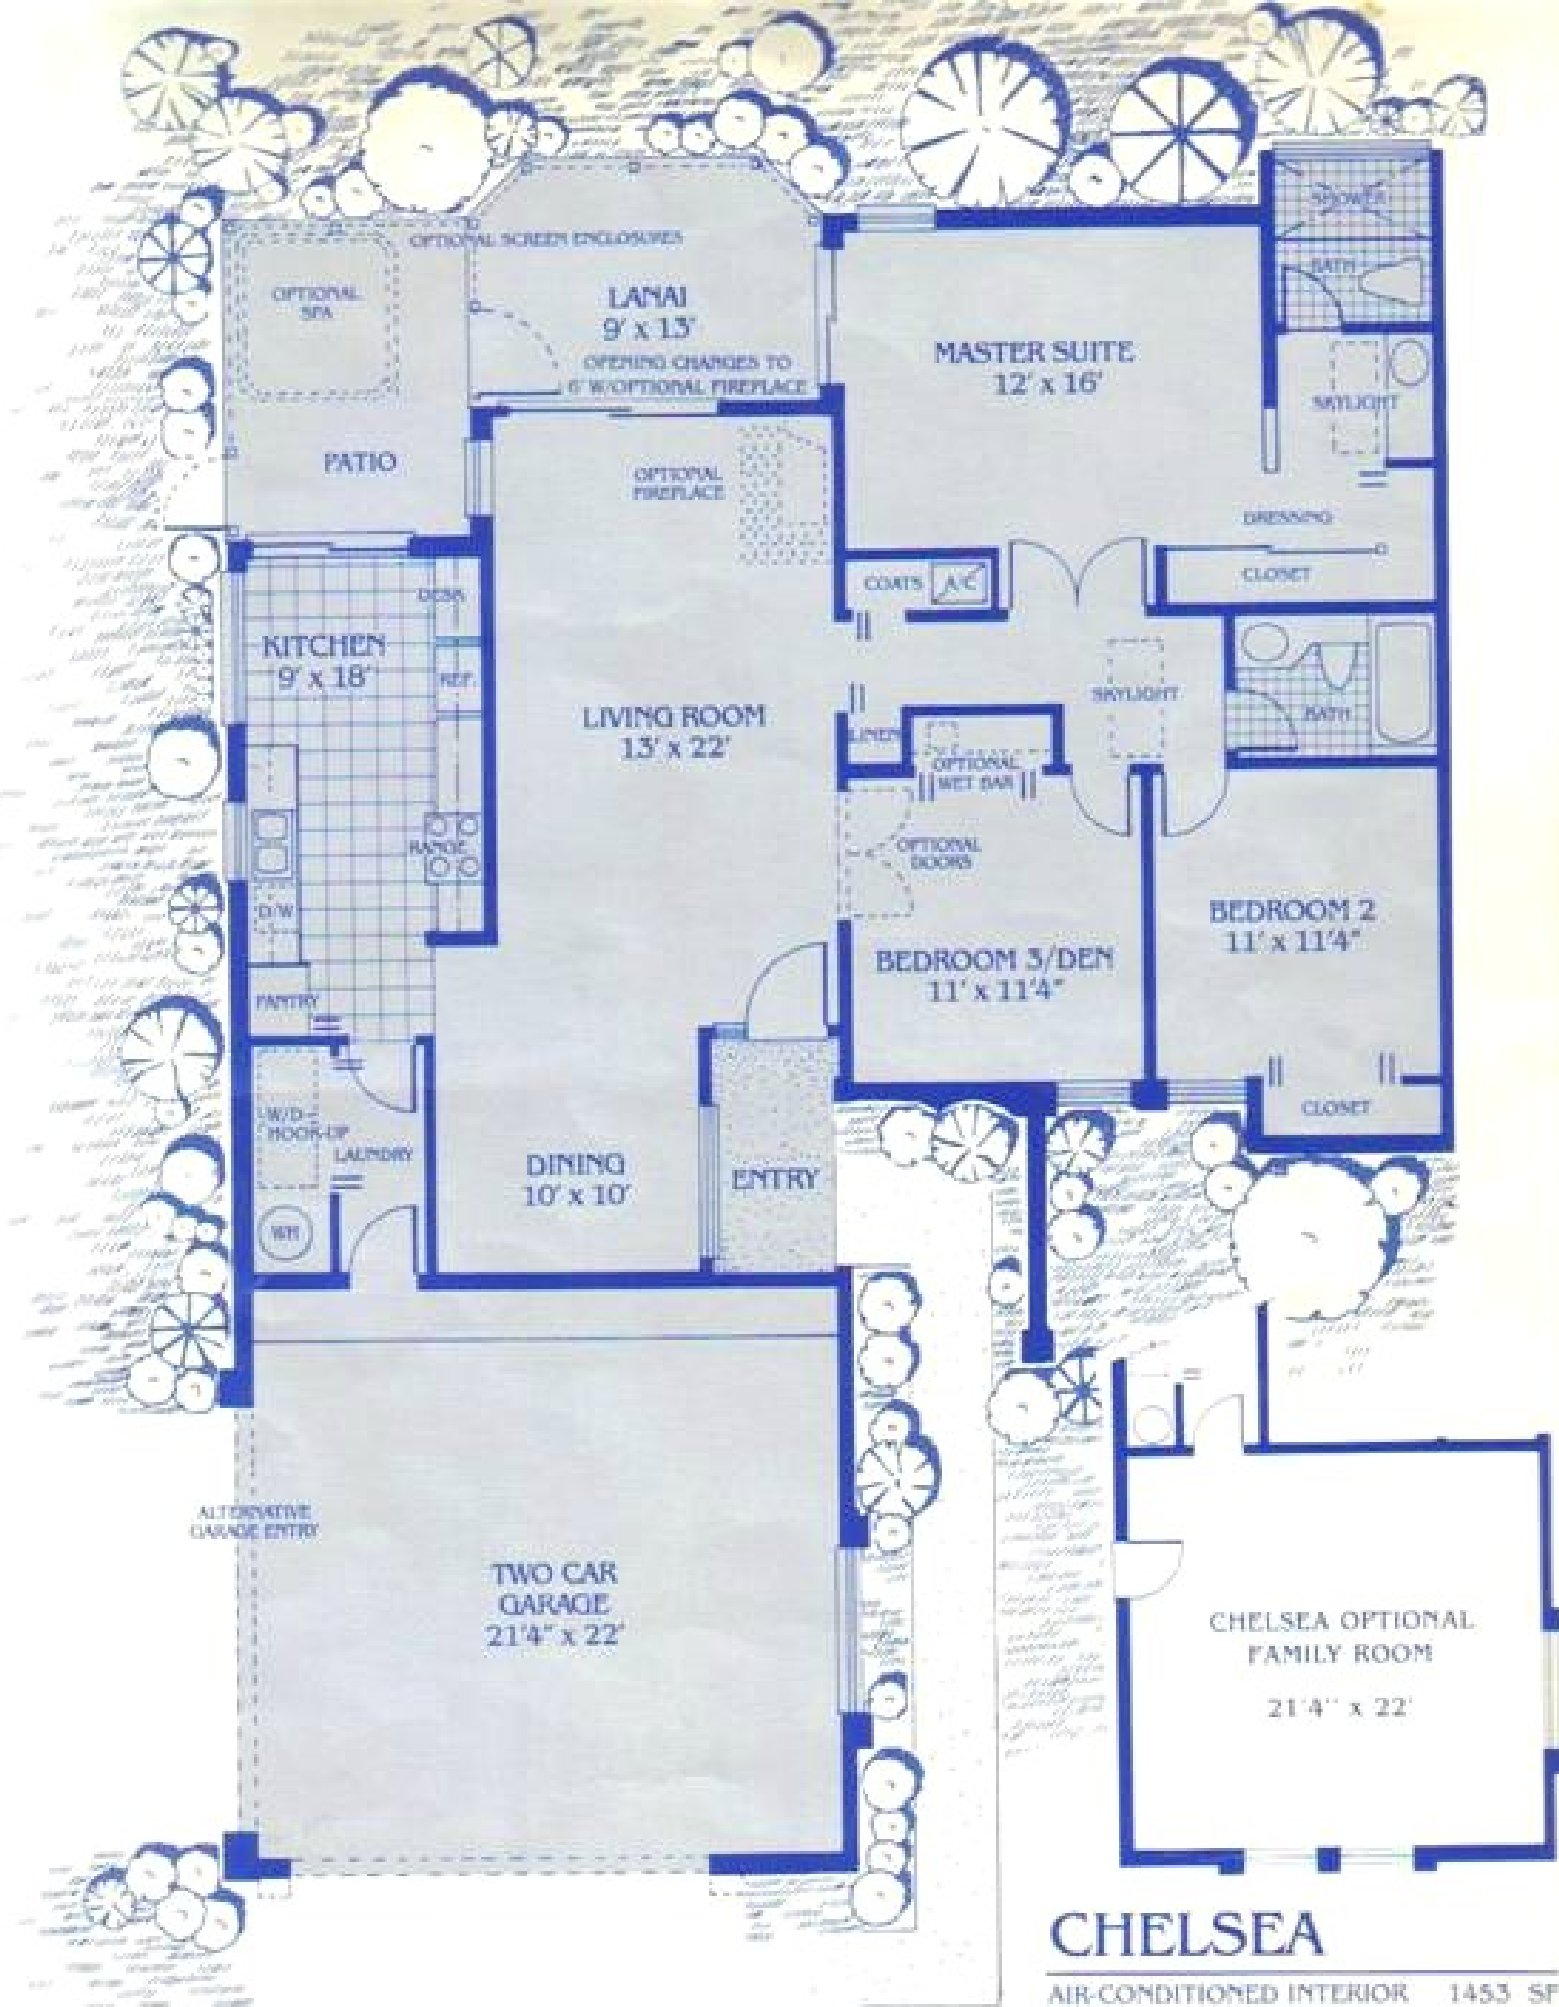 SHOWER
BATH
OPTIONAL SCREEN ENCLOSURES
OPTIONAL
SPA
LANAI
9' x 13'
OPENING CHANGES TO
6' W/OPTIONAL FIREPLACE
MASTER SUITE
12' x 16'
SKYLIGHT
PATIO
OPTIONAL
FIREPLACE
DRESSING
CLOSET
COATS
A/C
DESK
KITCHEN
9' x 18'
REF.
LIVING ROOM
13' x 22'
SKYLIGHT
BATH
LINEN
OPTIONAL
WET BAR
RANGE
OPTIONAL
DOORS
D/W
BEDROOM 2
11' x 11'4"
BEDROOM 3/DEN
11' x 11'4"
PANTRY
W/D
HOOK-UP
LAUNDRY
DINING
10' x 10'
ENTRY
CLOSET
WH
ALTERNATIVE
GARAGE ENTRY
TWO CAR
GARAGE
21'4" x 22'
CHELSEA OPTIONAL
FAMILY ROOM
21'4" x 22'
CHELSEA
AIR-CONDITIONED INTERIOR 1453 SF